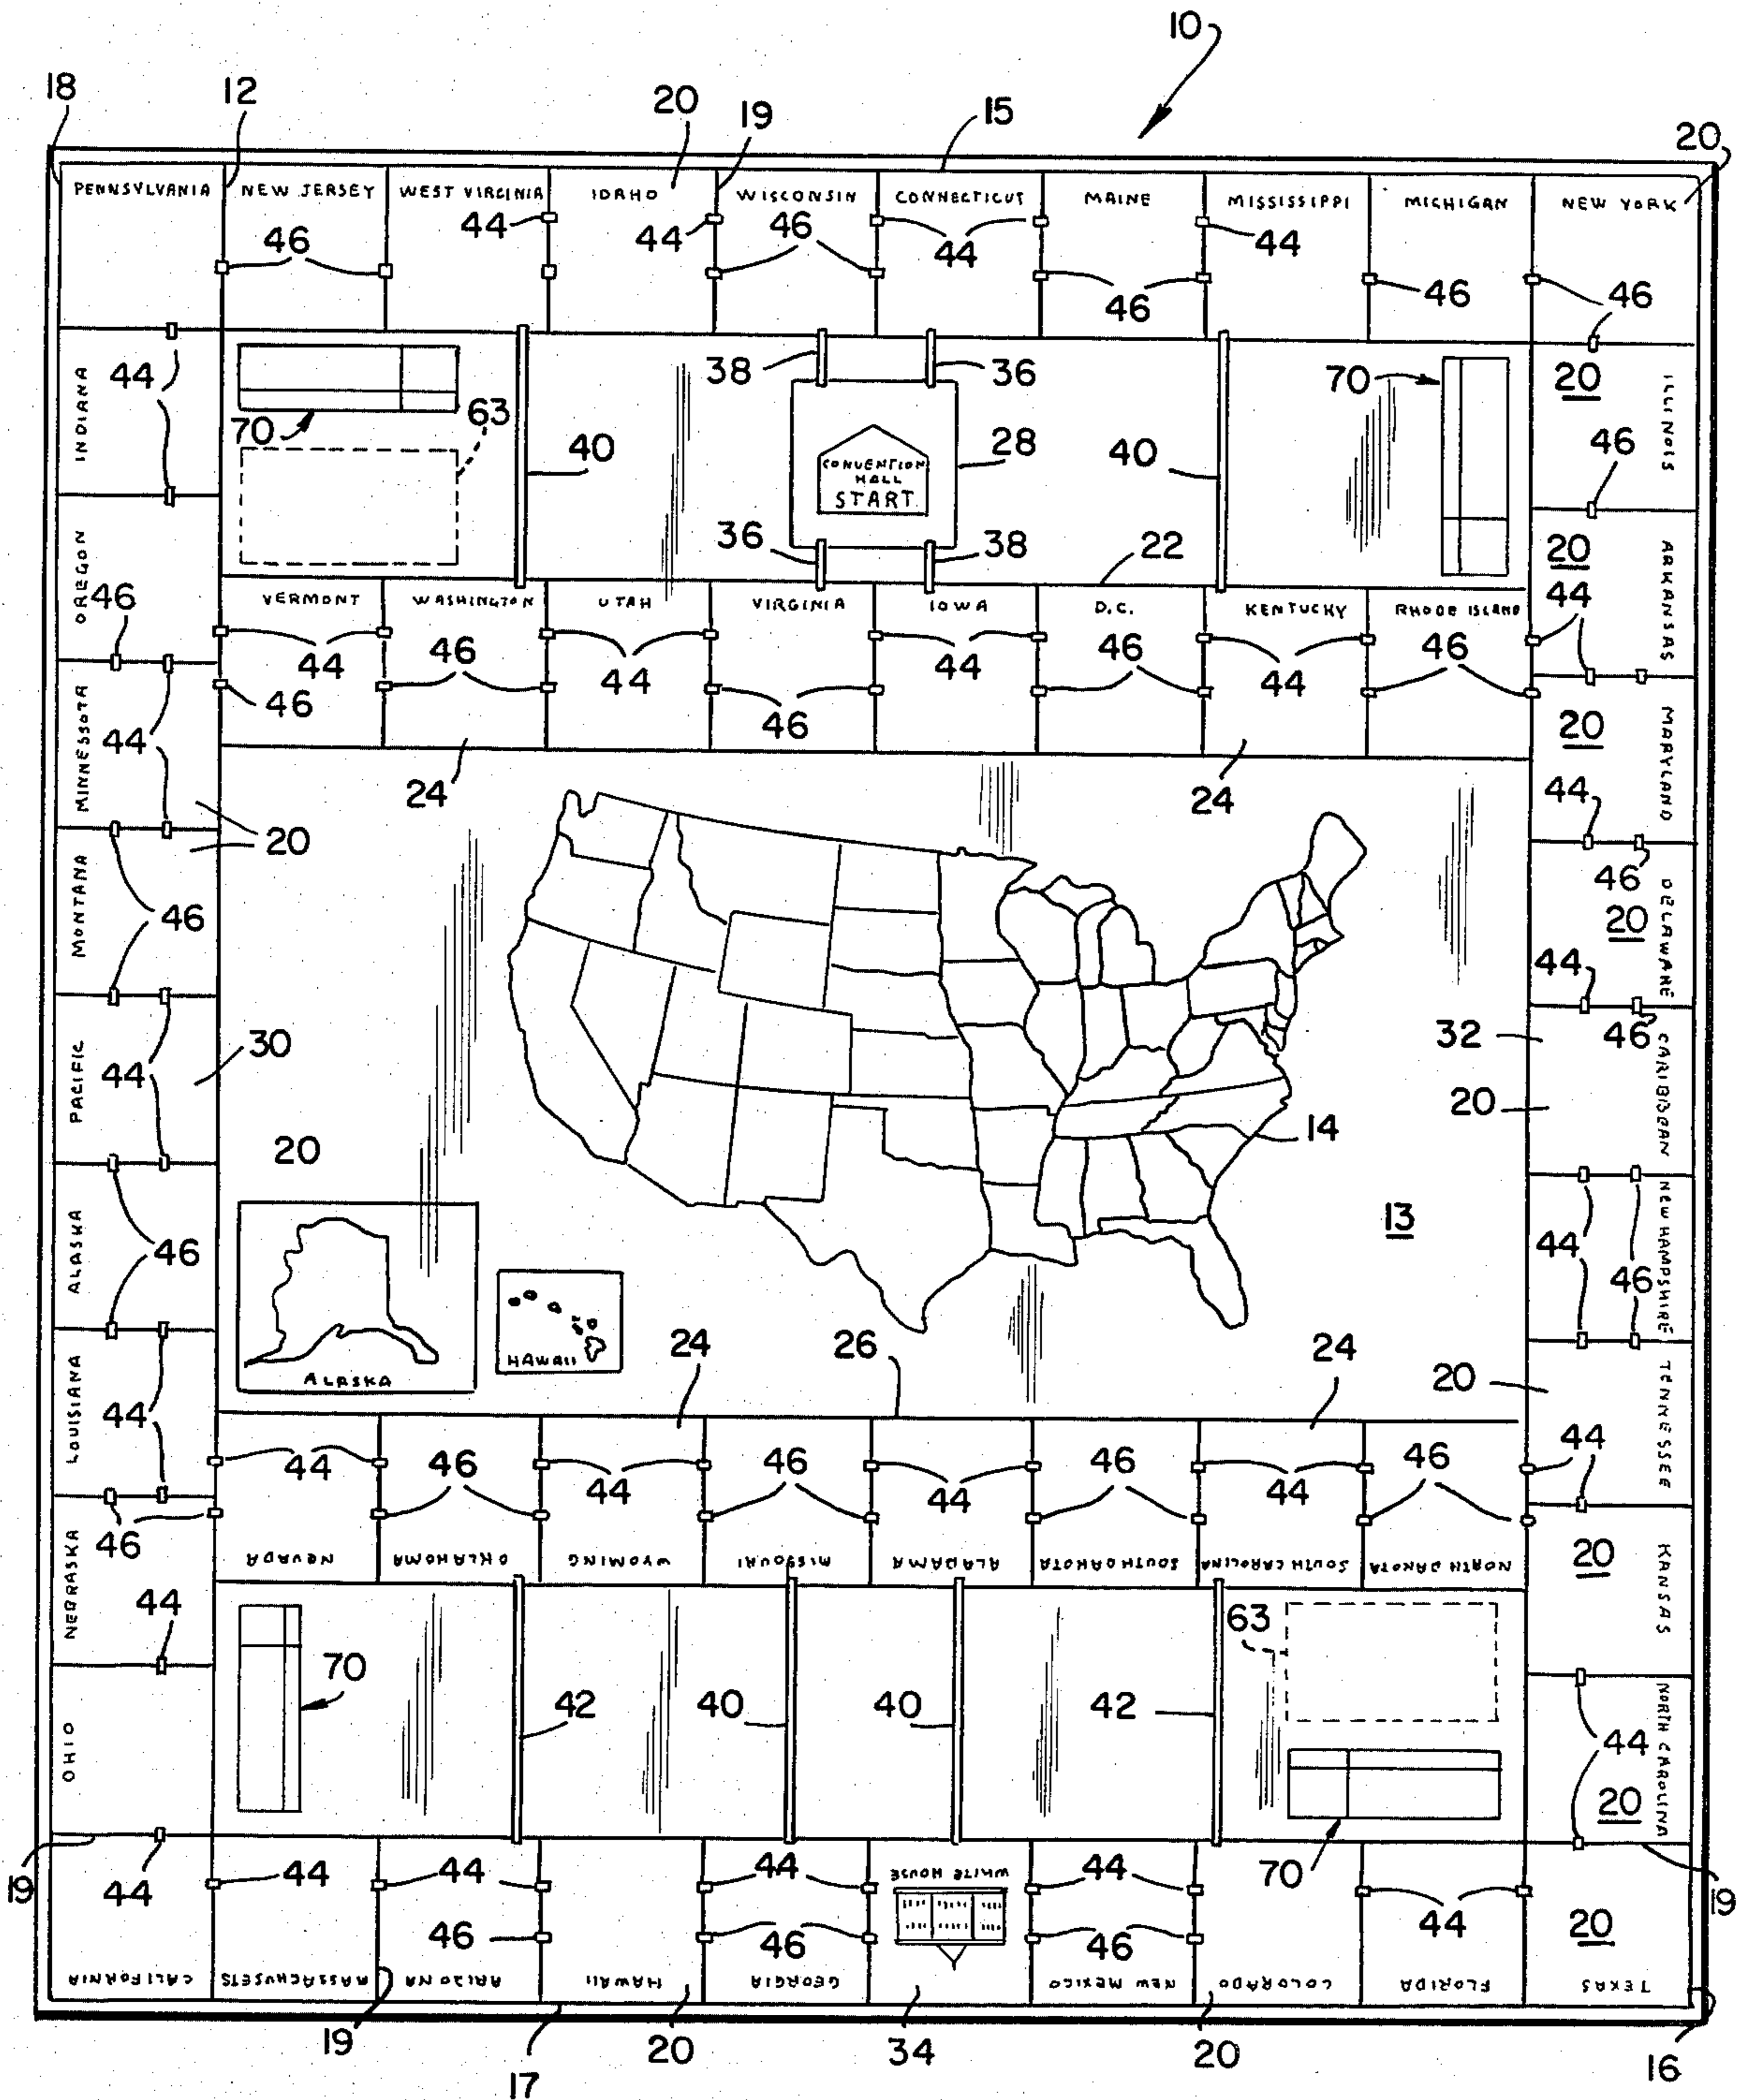 10
18 12 20 19 15 20
PENNSYLVANIA NEW JERSEY WEST VIRGINIA IDAHO WISCONSIN CONNECTICUT MAINE MISSISSIPPI MICHIGAN NEW YORK
46 44 44 46 44 44
46 46 46
INDIANA 44 38 36 70 20 ILLINOIS
70 63 40 28 40 46
CONVENTION
HALL
START
36 38 22 20 ARKANSAS
OREGON 46 VERMONT WASHINGTON UTAH VIRGINIA IOWA D.C. KENTUCKY RHODE ISLAND 44
44 46 44 44 46 44 46
46 46
MINNESOTA 44 20 MARYLAND
24 24 44
20
MONTANA 46 46 DELAWARE
20
44
PACIFIC 44 30 32 46 CARIBBEAN
20
14
20
ALASKA 46 13 44 NEW HAMPSHIRE
46
HAWAII
ALASKA
24 26 24
LOUISIANA 44 20 TENNESSEE
44 46 44 46 44 46 44 46 44
NEBRASKA 46 NEVADA OKLAHOMA WYOMING MISSOURI ALADAMA SOUTH DAKOTA SOUTH CAROLINA NORTH DAKOTA 20 KANSAS
44 63
70
OHIO 42 40 40 42 44 NORTH CAROLINA
20
19 44 44 44 44 WHITE HOUSE 44 70 44 20 19
46 46 46
CALIFORNIA MASSACHUSETS ARIZONA HAWAII GEORGIA NEW MEXICO COLORADO FLORIDA TEXAS
19 17 20 34 20 16